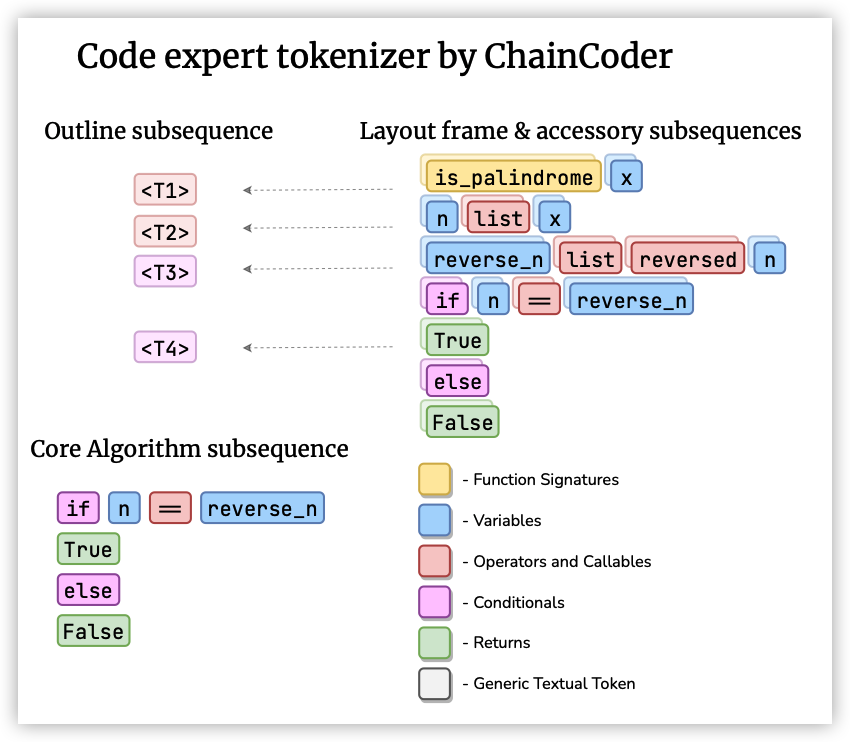 Code expert tokenizer by ChainCoder
Outline subsequence
<T1>
<T2>
<T3>
<T4>
Layout frame & accessory subsequences
is_palindrome x
n list x
reverse_n list reversed n
if n == reverse_n
True
else
False
Core Algorithm subsequence
if n == reverse_n
True
else
False
- Function Signatures
- Variables
- Operators and Callables
- Conditionals
- Returns
- Generic Textual Token